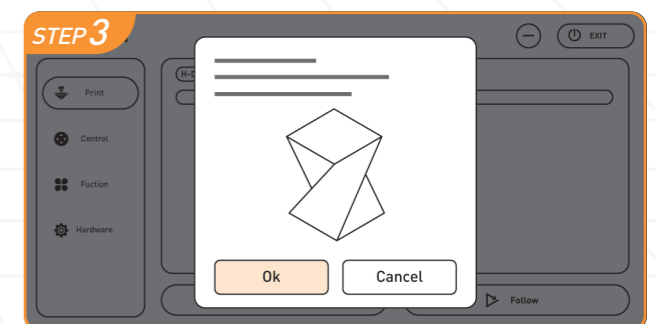 STEP 3
EXIT
Print
Control
Fuction
Hardware
Ok
Cancel
Follow